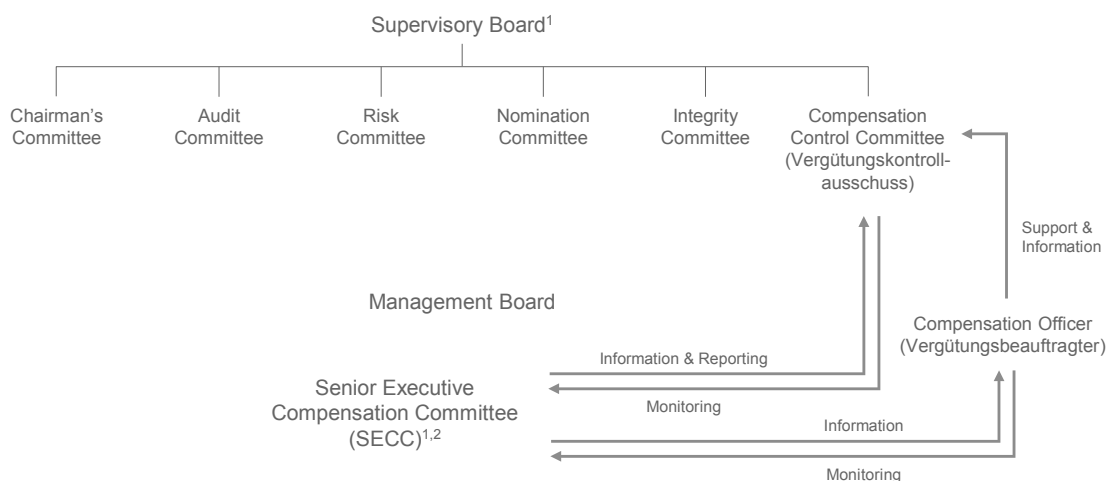 Supervisory Board1
Chairman's
Committee
Audit
Committee
Risk
Committee
Nomination
Committee
Integrity
Committee
Compensation
Control Committee
(Vergütungskontroll-
ausschuss)
Support &
Information
Management Board
Compensation Officer
(Vergütungsbeauftragter)
Information & Reporting
Senior Executive
Compensation Committee
(SECC)1,2
Monitoring
Information
Monitoring